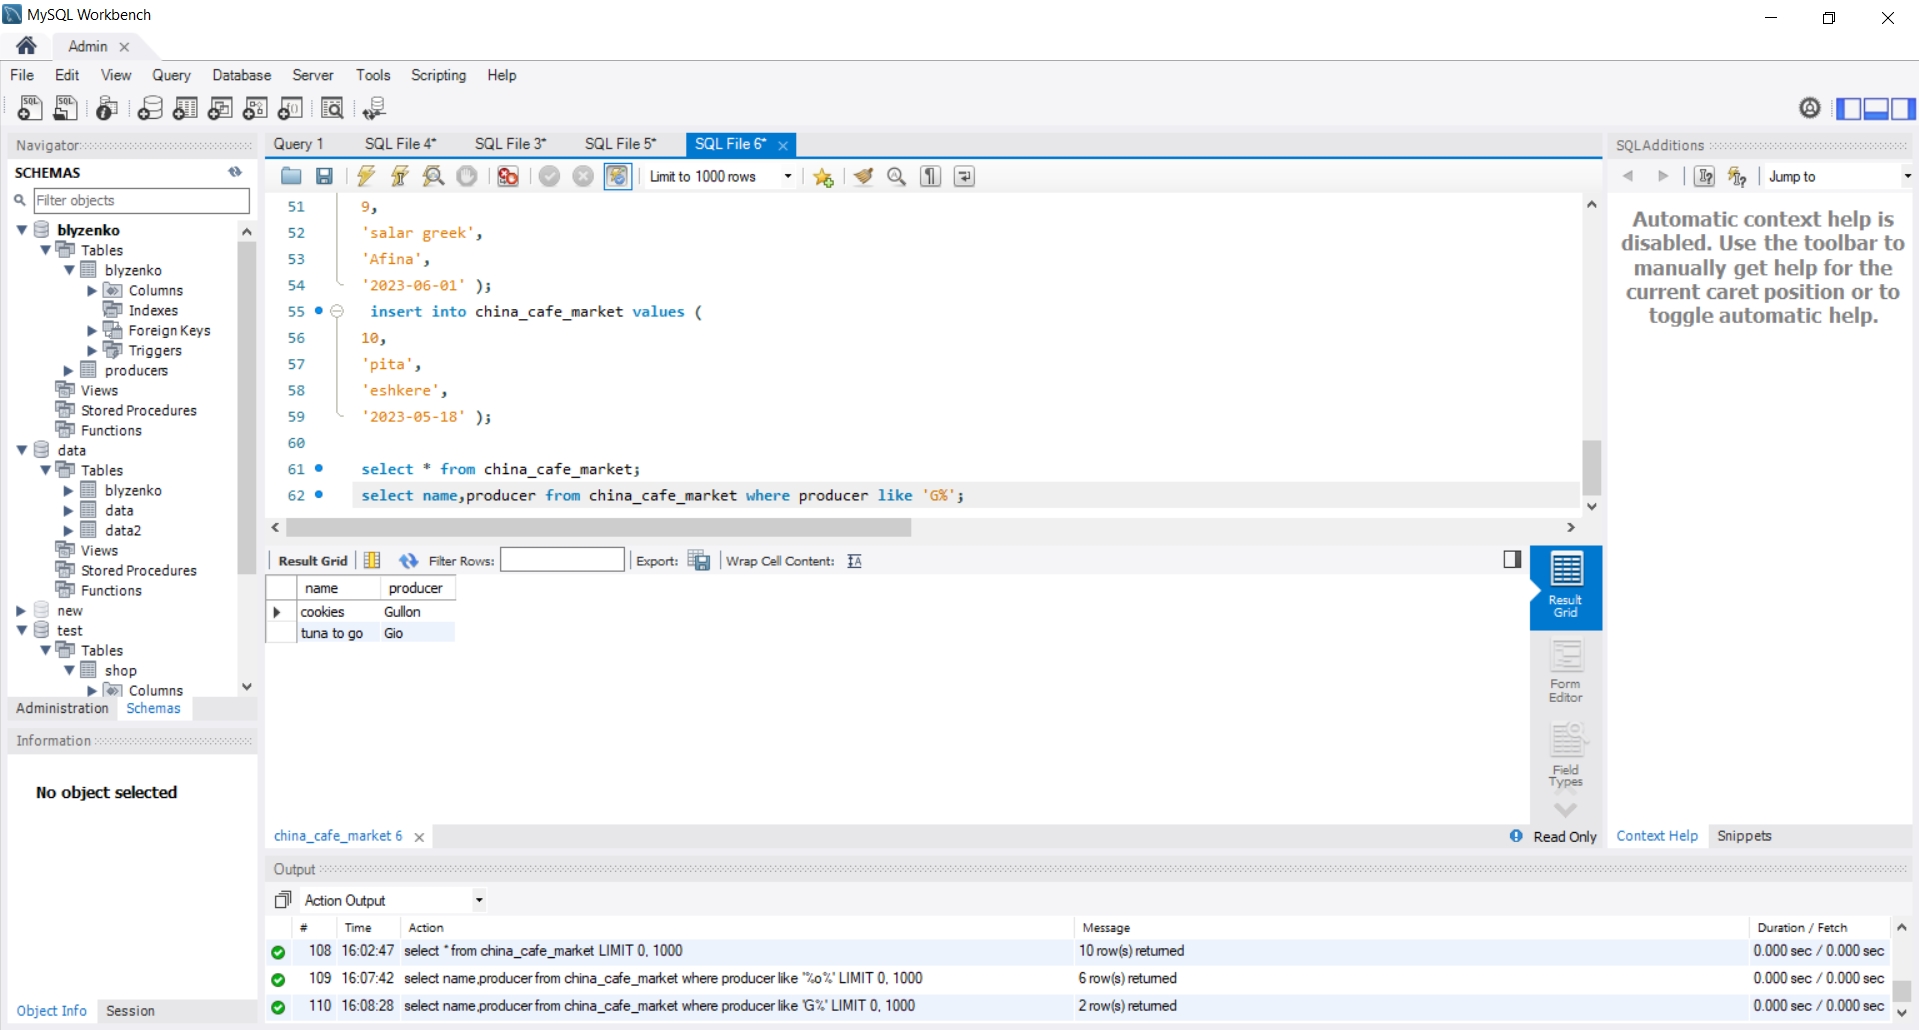 MySQL Workbench
Admin
File Edit View Query Database Server Tools Scripting Help
Navigator
SCHEMAS
Filter objects
blyzenko
Tables
blyzenko
Columns
Indexes
Foreign Keys
Triggers
producers
Views
Stored Procedures
Functions
data
Tables
blyzenko
data
data2
Views
Stored Procedures
Functions
new
test
Tables
shop
Columns
Administration Schemas
Information
No object selected
Object Info Session
Query 1 SQL File 4* SQL File 3* SQL File 5* SQL File 6*
Limit to 1000 rows
51 9,
52 'salar greek',
53 'Afina',
54 '2023-06-01' );
55 insert into china_cafe_market values (
56 10,
57 'pita',
58 'eshkere',
59 '2023-05-18' );
60
61 select * from china_cafe_market;
62 select name,producer from china_cafe_market where producer like 'G%';
Result Grid Filter Rows: Export: Wrap Cell Content:
name producer
cookies Gullon
tuna to go Gio
Result Grid
Form Editor
Field Types
china_cafe_market 6
Read Only
SQLAdditions
Jump to
Automatic context help is
disabled. Use the toolbar to
manually get help for the
current caret position or to
toggle automatic help.
Context Help Snippets
Output
Action Output
# Time Action Message Duration / Fetch
108 16:02:47 select * from china_cafe_market LIMIT 0, 1000 10 row(s) returned 0.000 sec / 0.000 sec
109 16:07:42 select name,producer from china_cafe_market where producer like '%o%' LIMIT 0, 1000 6 row(s) returned 0.000 sec / 0.000 sec
110 16:08:28 select name,producer from china_cafe_market where producer like 'G%' LIMIT 0, 1000 2 row(s) returned 0.000 sec / 0.000 sec